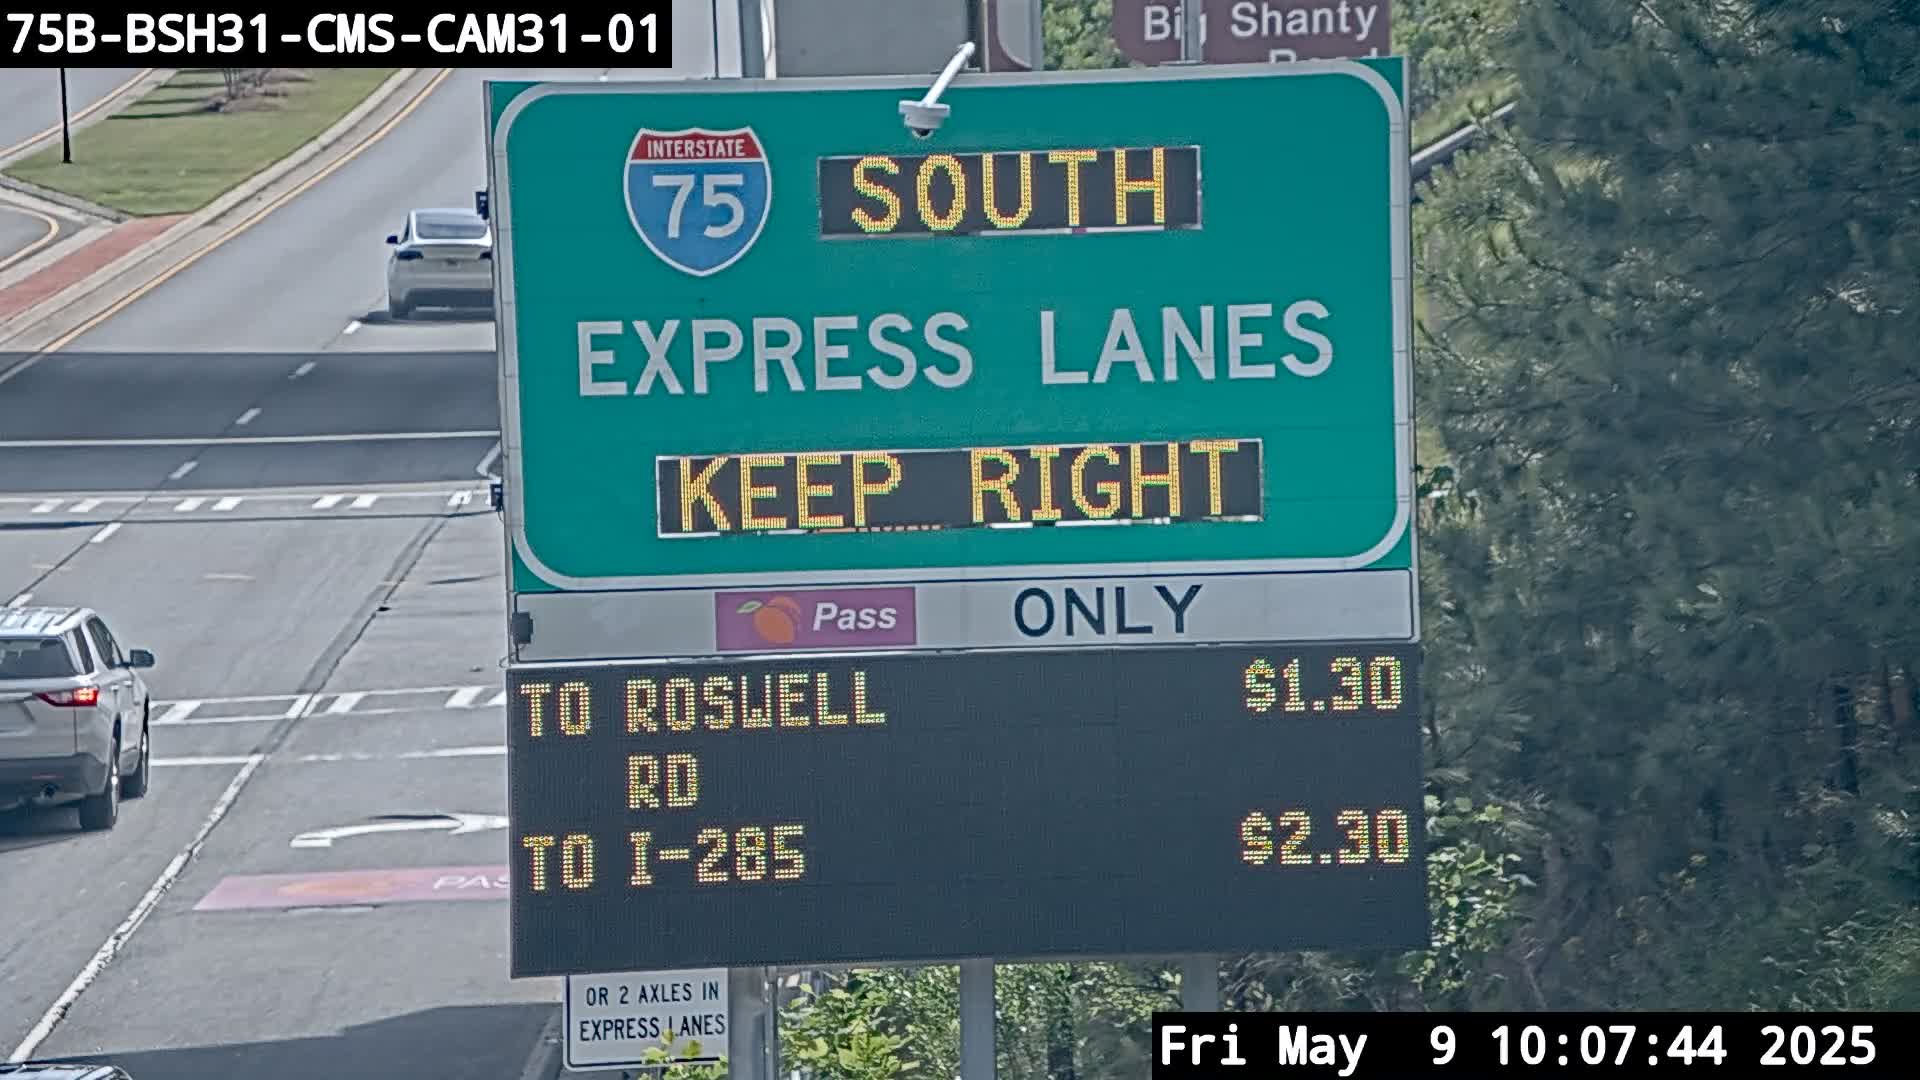 75B-BSH31-CMS-CAM31-01
Big Shanty
INTERSTATE
75
SOUTH
EXPRESS LANES
KEEP RIGHT
Pass ONLY
TO ROSWELL $1.30
RD
TO I-285 $2.30
OR 2 AXLES IN
EXPRESS LANES
Fri May 9 10:07:44 2025